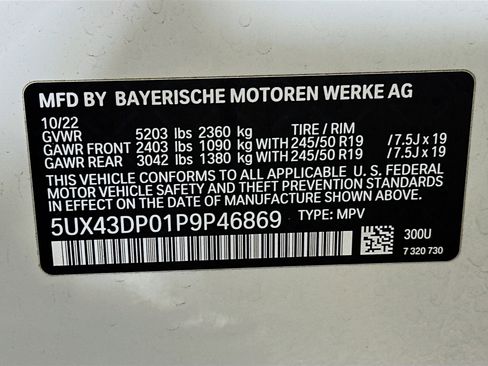 MFD BY BAYERISCHE MOTOREN WERKE AG
10/22
GVWR 5203 lbs 2360 kg TIRE / RIM
GAWR FRONT 2403 lbs 1090 kg WITH 245/50 R19 / 7.5J x 19
GAWR REAR 3042 lbs 1380 kg WITH 245/50 R19 / 7.5J x 19
THIS VEHICLE CONFORMS TO ALL APPLICABLE U. S. FEDERAL
MOTOR VEHICLE SAFETY AND THEFT PREVENTION STANDARDS
IN EFFECT ON THE DATE OF MANUFACTURE SHOWN ABOVE.
5UX43DP01P9P46869 TYPE: MPV
300U
7 320 730